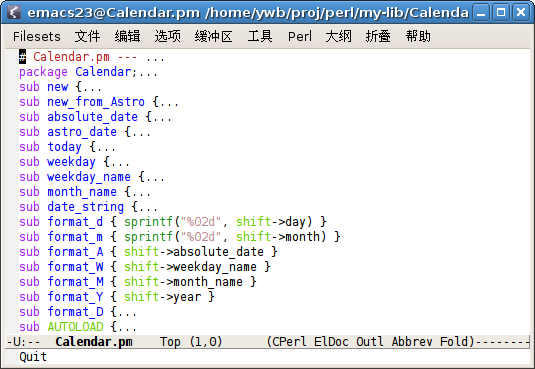 emacs23@Calendar.pm /home/ywb/proj/perl/my-lib/Calenda
Filesets 文件 编辑 选项 缓冲区 工具 Perl 大纲 折叠 帮助
# Calendar.pm --- ...
package Calendar;...
sub new {...
sub new_from_Astro {...
sub absolute_date {...
sub astro_date {...
sub today {...
sub weekday {...
sub weekday_name {...
sub month_name {...
sub date_string {...
sub format_d { sprintf("%02d", shift->day) }
sub format_m { sprintf("%02d", shift->month) }
sub format_A { shift->absolute_date }
sub format_W { shift->weekday_name }
sub format_M { shift->month_name }
sub format_Y { shift->year }
sub format_D {...
sub AUTOLOAD {...
-U:-- Calendar.pm Top (1,0) (CPerl ElDoc Outl Abbrev Fold)--------
Quit